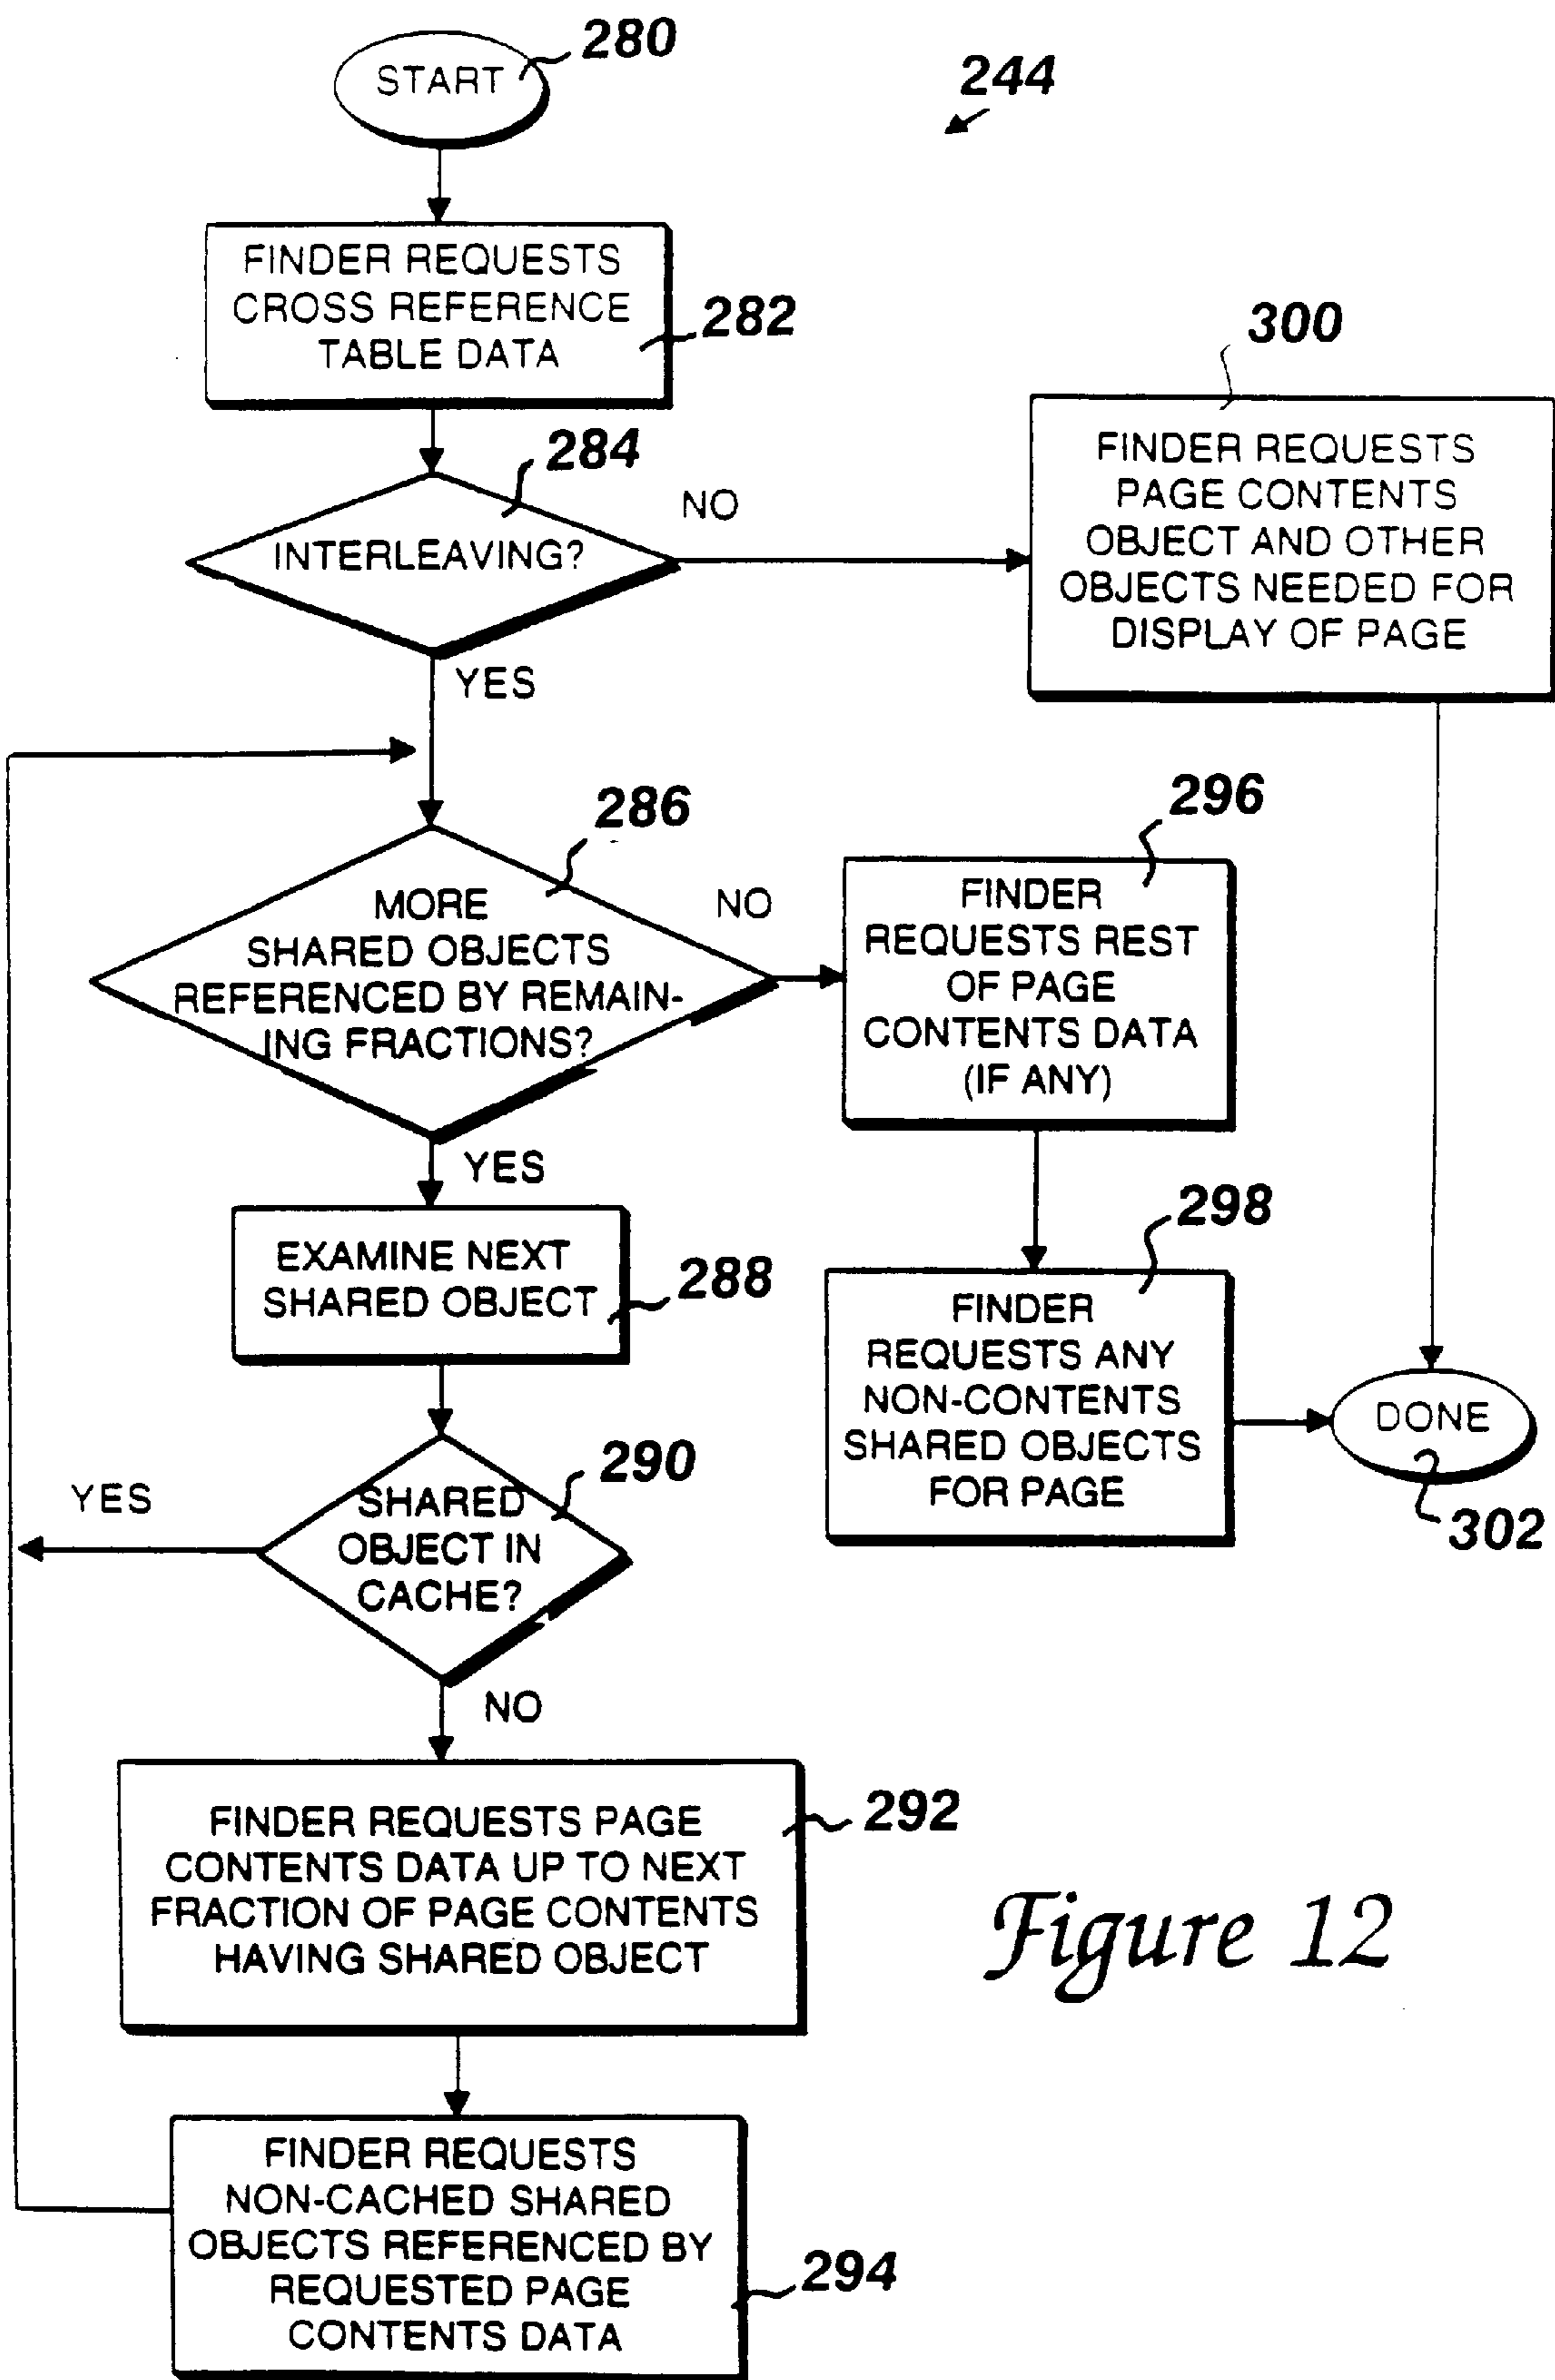 START
280
244
FINDER REQUESTS
CROSS REFERENCE
TABLE DATA
282
300
FINDER REQUESTS
PAGE CONTENTS
OBJECT AND OTHER
OBJECTS NEEDED FOR
DISPLAY OF PAGE
284
INTERLEAVING?
NO
YES
286
MORE
SHARED OBJECTS
REFERENCED BY REMAIN-
ING FRACTIONS?
NO
YES
296
FINDER
REQUESTS REST
OF PAGE
CONTENTS DATA
(IF ANY)
EXAMINE NEXT
SHARED OBJECT
288
298
FINDER
REQUESTS ANY
NON-CONTENTS
SHARED OBJECTS
FOR PAGE
DONE
302
290
YES
SHARED
OBJECT IN
CACHE?
NO
FINDER REQUESTS PAGE
CONTENTS DATA UP TO NEXT
FRACTION OF PAGE CONTENTS
HAVING SHARED OBJECT
292
Figure 12
FINDER REQUESTS
NON-CACHED SHARED
OBJECTS REFERENCED BY
REQUESTED PAGE
CONTENTS DATA
294